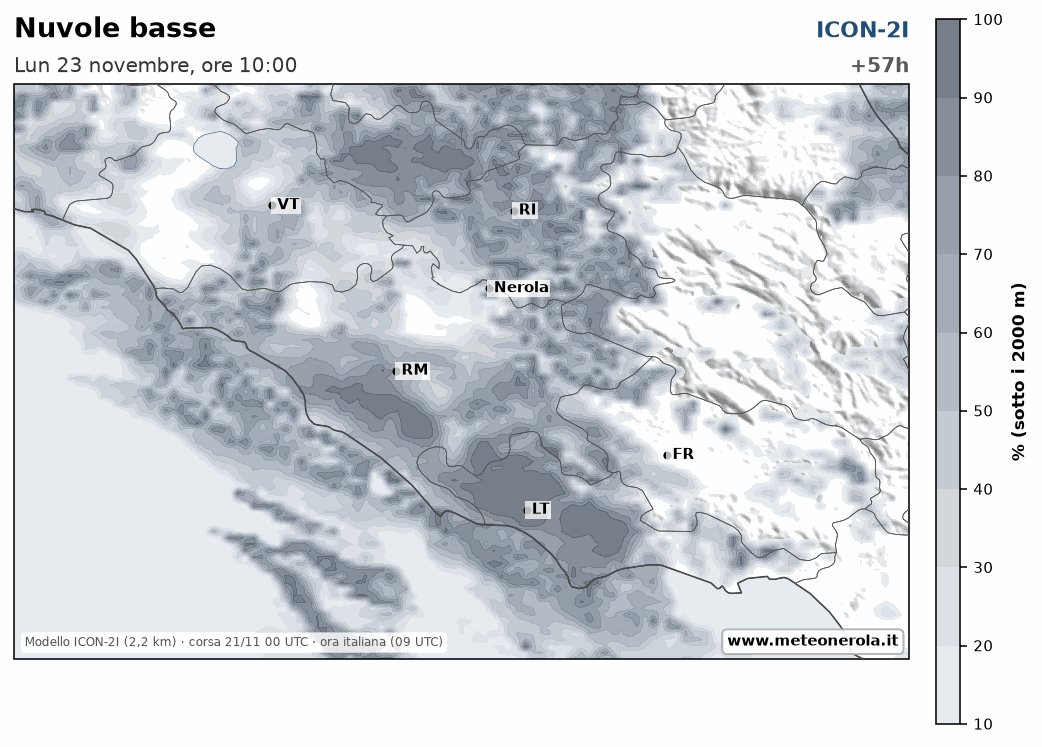 Nuvole basse
ICON-2I
Lun 23 novembre, ore 10:00
+57h
VT
RI
Nerola
RM
FR
LT
Modello ICON-2I (2,2 km) · corsa 21/11 00 UTC · ora italiana (09 UTC)
www.meteonerola.it
100
90
80
70
60
50
40
30
20
10
% (sotto i 2000 m)